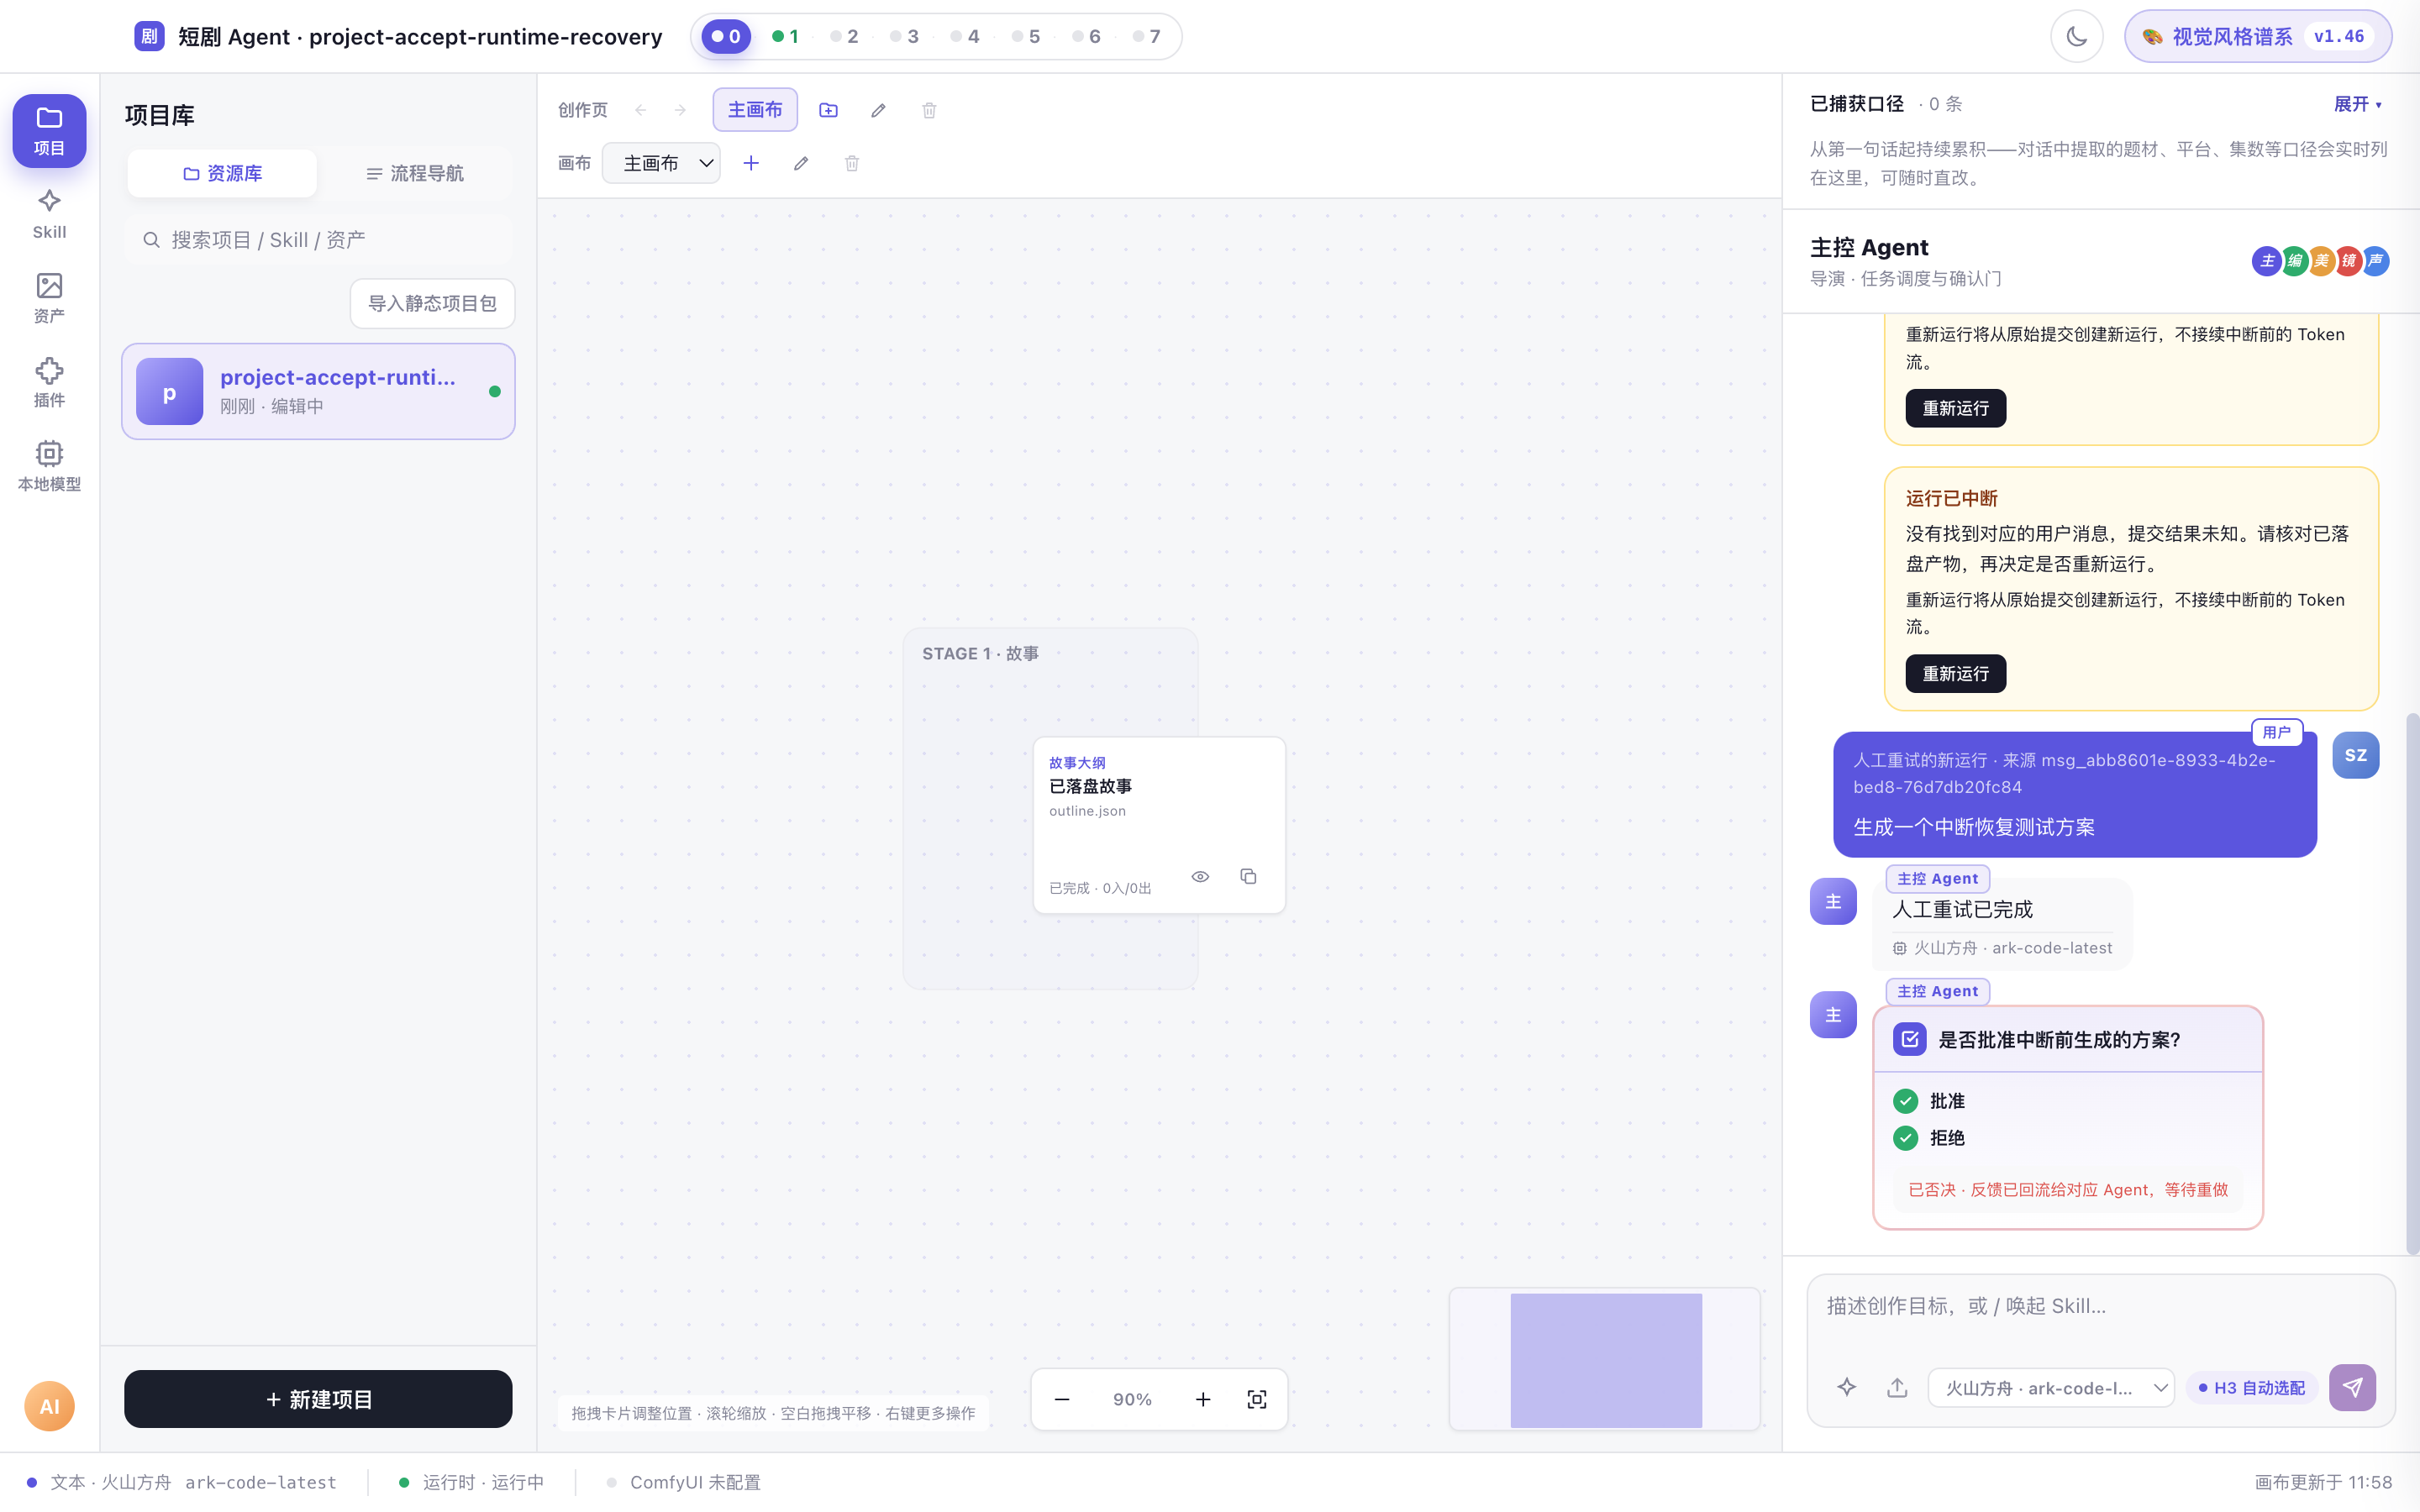 剧 短剧 Agent · project-accept-runtime-recovery
0 1 2 3 4 5 6 7
视觉风格谱系 v1.46
项目
Skill
资产
插件
本地模型
AI
项目库
资源库 流程导航
搜索项目 / Skill / 资产
导入静态项目包
p
project-accept-runti...
刚刚 · 编辑中
+ 新建项目
创作页 主画布
画布 主画布
STAGE 1 · 故事
故事大纲
已落盘故事
outline.json
已完成 · 0入/0出
拖拽卡片调整位置 · 滚轮缩放 · 空白拖拽平移 · 右键更多操作
90%
已捕获口径 · 0 条 展开
从第一句话起持续累积——对话中提取的题材、平台、集数等口径会实时列
在这里，可随时直改。
主控 Agent
导演 · 任务调度与确认门
主 编 美 镜 声
重新运行将从原始提交创建新运行，不接续中断前的 Token
流。
重新运行
运行已中断
没有找到对应的用户消息，提交结果未知。请核对已落
盘产物，再决定是否重新运行。
重新运行将从原始提交创建新运行，不接续中断前的 Token
流。
重新运行
用户
SZ
人工重试的新运行 · 来源 msg_abb8601e-8933-4b2e-
bed8-76d7db20fc84
生成一个中断恢复测试方案
主控 Agent
主
人工重试已完成
火山方舟 · ark-code-latest
主控 Agent
主
是否批准中断前生成的方案?
批准
拒绝
已否决 · 反馈已回流给对应 Agent，等待重做
描述创作目标，或 / 唤起 Skill...
火山方舟 · ark-code-l... H3 自动选配
文本 · 火山方舟 ark-code-latest
运行时 · 运行中
ComfyUI 未配置
画布更新于 11:58